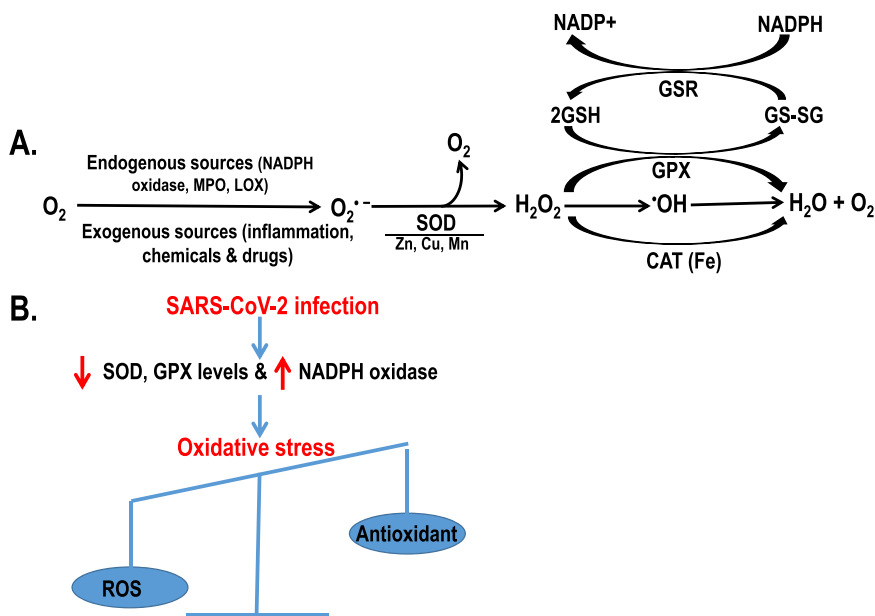 NADP+ NADPH
GSR
2GSH GS-SG
A.
Endogenous sources (NADPH
oxidase, MPO, LOX)
O₂
GPX
O₂ O₂•− H₂O₂ •OH H₂O + O₂
SOD
Zn, Cu, Mn
Exogenous sources (inflammation,
chemicals & drugs)
CAT (Fe)
B.
SARS-CoV-2 infection
↓ SOD, GPX levels & ↑ NADPH oxidase
Oxidative stress
Antioxidant
ROS